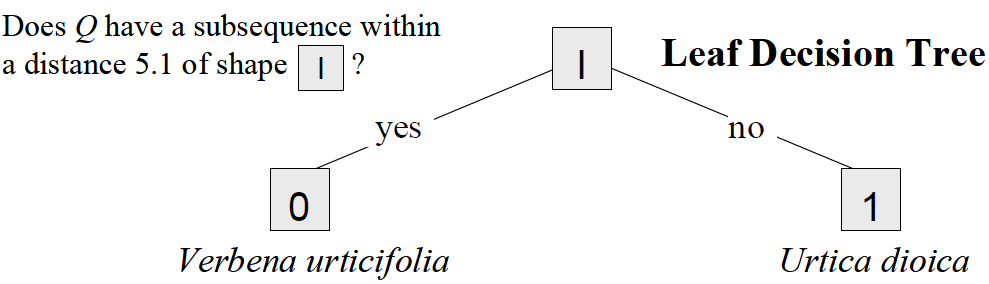 Does Q have a subsequence within
a distance 5.1 of shape I ?
I
Leaf Decision Tree
yes
no
0
1
Verbena urticifolia
Urtica dioica